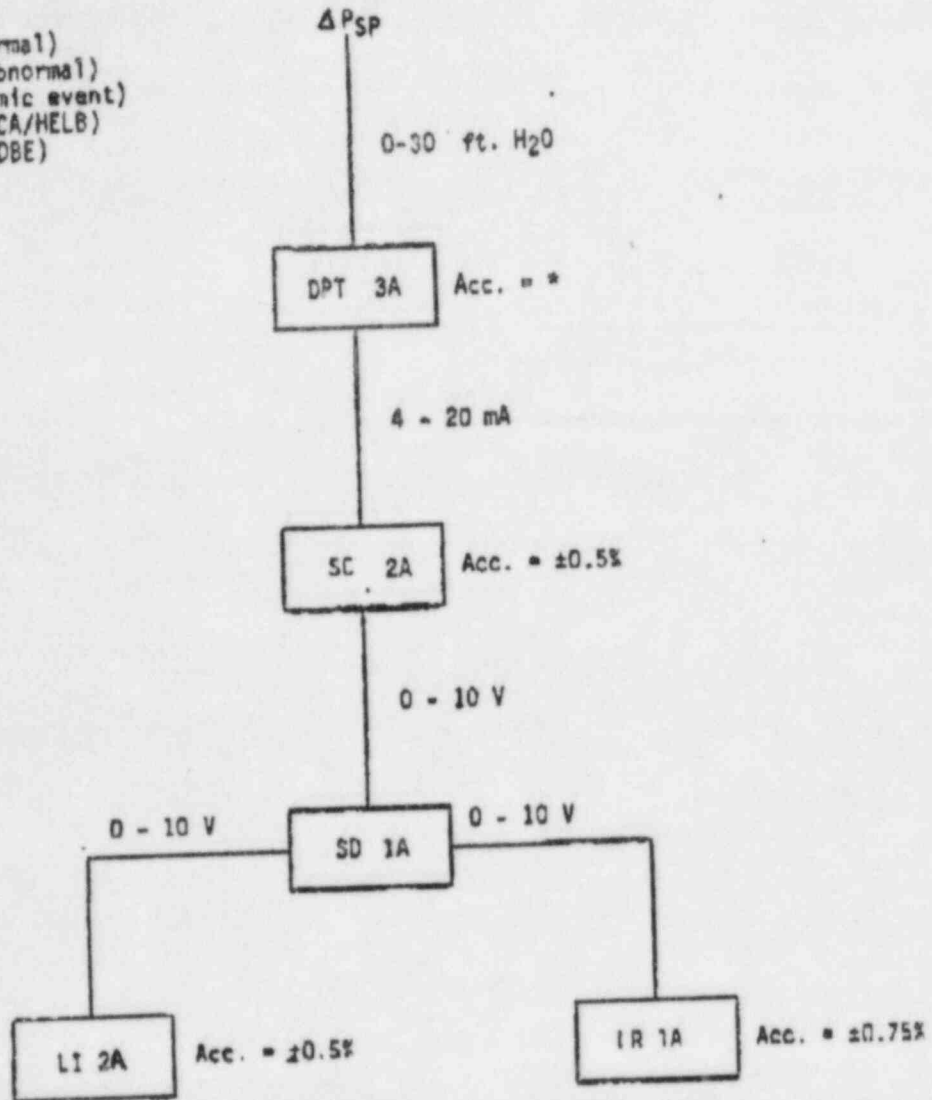 ΔP_SP
rmal)
onormal)
mic event)
CA/HELB)
DBE)
0-30 ft. H₂O
DPT 3A
Acc. = *
4 - 20 mA
SC 2A
Acc. = ±0.5%
0 - 10 V
0 - 10 V
SD 1A
0 - 10 V
LI 2A
Acc. = ±0.5%
LR 1A
Acc. = ±0.75%